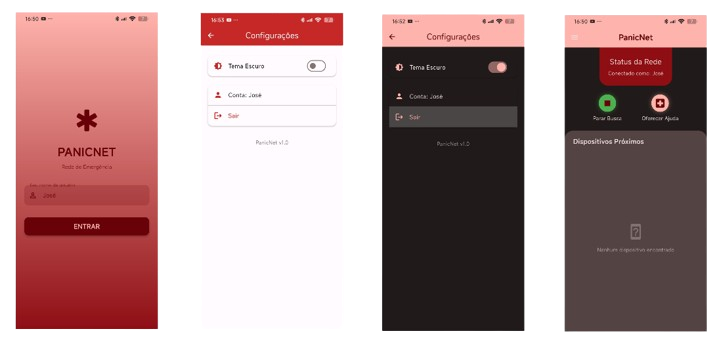 16:50
PANICNET
Rede de Emergência
José
ENTRAR
16:53
Configurações
Tema Escuro
Conta: José
Sair
PanicNet v1.0
16:52
Configurações
Tema Escuro
Conta: José
Sair
PanicNet v1.0
16:50
PanicNet
Status da Rede
Conectado como: José
Parar Busca
Oferecer Ajuda
Dispositivos Próximos
Nenhum dispositivo encontrado